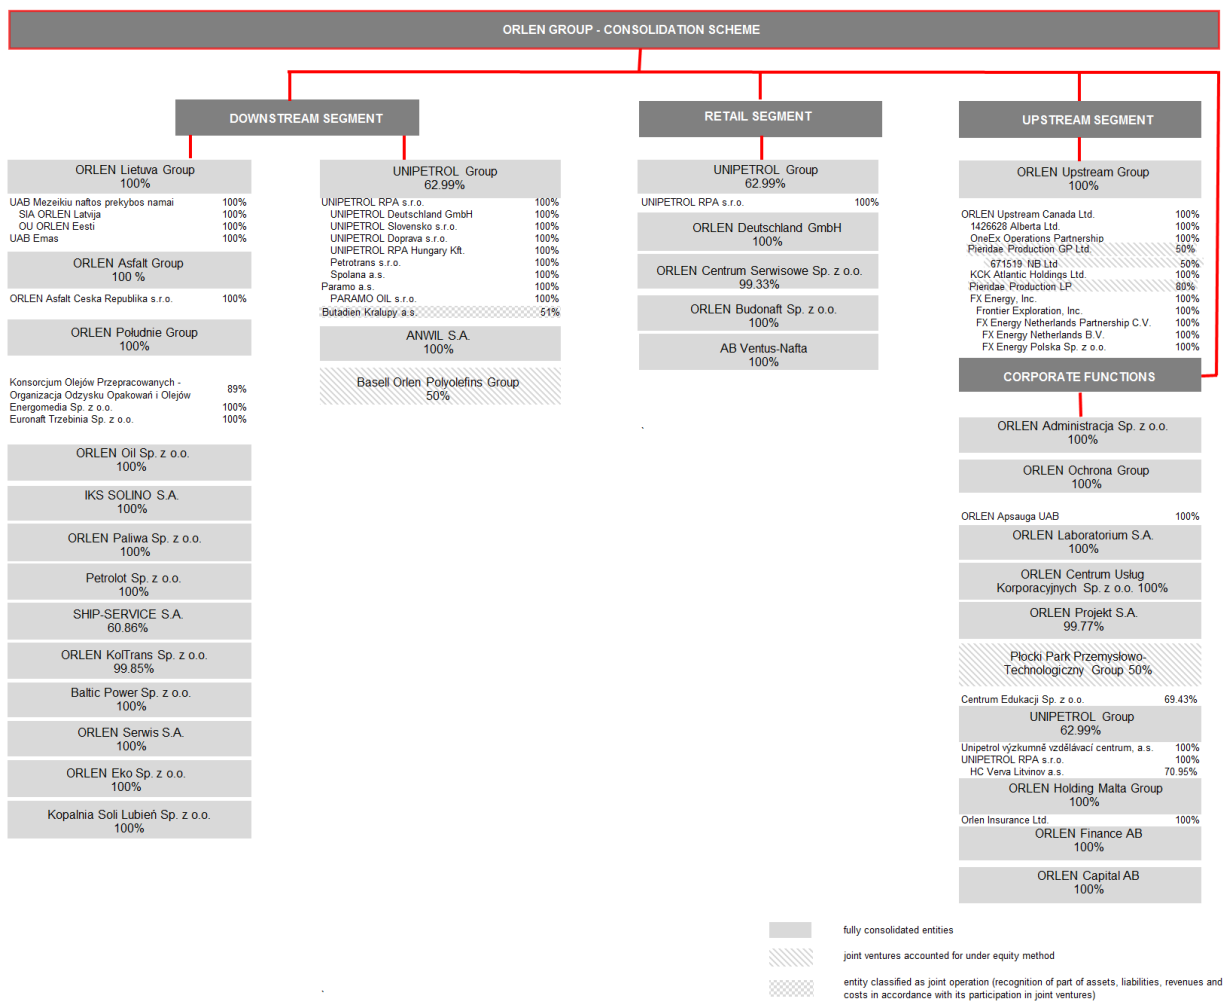 ORLEN GROUP - CONSOLIDATION SCHEME
DOWNSTREAM SEGMENT
ORLEN Lietuva Group
100%
UAB Mezeikiu naftos prekybos namai 100%
SIA ORLEN Latvija 100%
OU ORLEN Eesti 100%
UAB Emas 100%
ORLEN Asfalt Group
100 %
ORLEN Asfalt Ceska Republika s.r.o. 100%
ORLEN Południe Group
100%
Konsorcjum Olejów Przepracowanych -
Organizacja Odzysku Opakowań i Olejów 89%
Energomedia Sp. z o.o. 100%
Euronaft Trzebinia Sp. z o.o. 100%
ORLEN Oil Sp. z o.o.
100%
IKS SOLINO S.A.
100%
ORLEN Paliwa Sp. z o.o.
100%
Petrolot Sp. z o.o.
100%
SHIP-SERVICE S.A.
60.86%
ORLEN KolTrans Sp. z o.o.
99.85%
Baltic Power Sp. z o.o.
100%
ORLEN Serwis S.A.
100%
ORLEN Eko Sp. z o.o.
100%
Kopalnia Soli Lubień Sp. z o.o.
100%
UNIPETROL Group
62.99%
UNIPETROL RPA s.r.o. 100%
UNIPETROL Deutschland GmbH 100%
UNIPETROL Slovensko s.r.o. 100%
UNIPETROL Doprava s.r.o. 100%
UNIPETROL RPA Hungary Kft. 100%
Petrotrans s.r.o. 100%
Spolana a.s. 100%
Paramo a.s. 100%
PARAMO OIL s.r.o. 100%
Butadien Kralupy a.s. 51%
ANWIL S.A.
100%
Basell Orlen Polyolefins Group
50%
RETAIL SEGMENT
UNIPETROL Group
62.99%
UNIPETROL RPA s.r.o. 100%
ORLEN Deutschland GmbH
100%
ORLEN Centrum Serwisowe Sp. z o.o.
99.33%
ORLEN Budonaft Sp. z o.o.
100%
AB Ventus-Nafta
100%
UPSTREAM SEGMENT
ORLEN Upstream Group
100%
ORLEN Upstream Canada Ltd. 100%
1426628 Alberta Ltd. 100%
OneEx Operations Partnership 100%
Pieridae Production GP Ltd. 50%
671519 NB Ltd 50%
KCK Atlantic Holdings Ltd. 100%
Pieridae Production LP 80%
FX Energy, Inc. 100%
Frontier Exploration, Inc. 100%
FX Energy Netherlands Partnership C.V. 100%
FX Energy Netherlands B.V. 100%
FX Energy Polska Sp. z o.o. 100%
CORPORATE FUNCTIONS
ORLEN Administracja Sp. z o.o.
100%
ORLEN Ochrona Group
100%
ORLEN Apsauga UAB 100%
ORLEN Laboratorium S.A.
100%
ORLEN Centrum Usług
Korporacyjnych Sp. z o.o. 100%
ORLEN Projekt S.A.
99.77%
Płocki Park Przemysłowo-
Technologiczny Group 50%
Centrum Edukacji Sp. z o.o. 69.43%
UNIPETROL Group
62.99%
Unipetrol výzkumně vzdělávací centrum, a.s. 100%
UNIPETROL RPA s.r.o. 100%
HC Verva Litvinov a.s. 70.95%
ORLEN Holding Malta Group
100%
Orlen Insurance Ltd. 100%
ORLEN Finance AB
100%
ORLEN Capital AB
100%
fully consolidated entities
joint ventures accounted for under equity method
entity classified as joint operation (recognition of part of assets, liabilities, revenues and
costs in accordance with its participation in joint ventures)